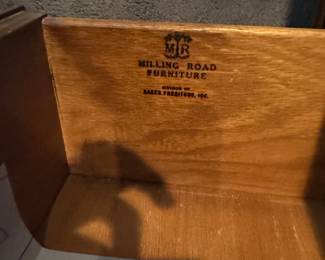 MR
MILLING ROAD
FURNITURE
DIVISION OF
BAKER FURNITURE, INC.